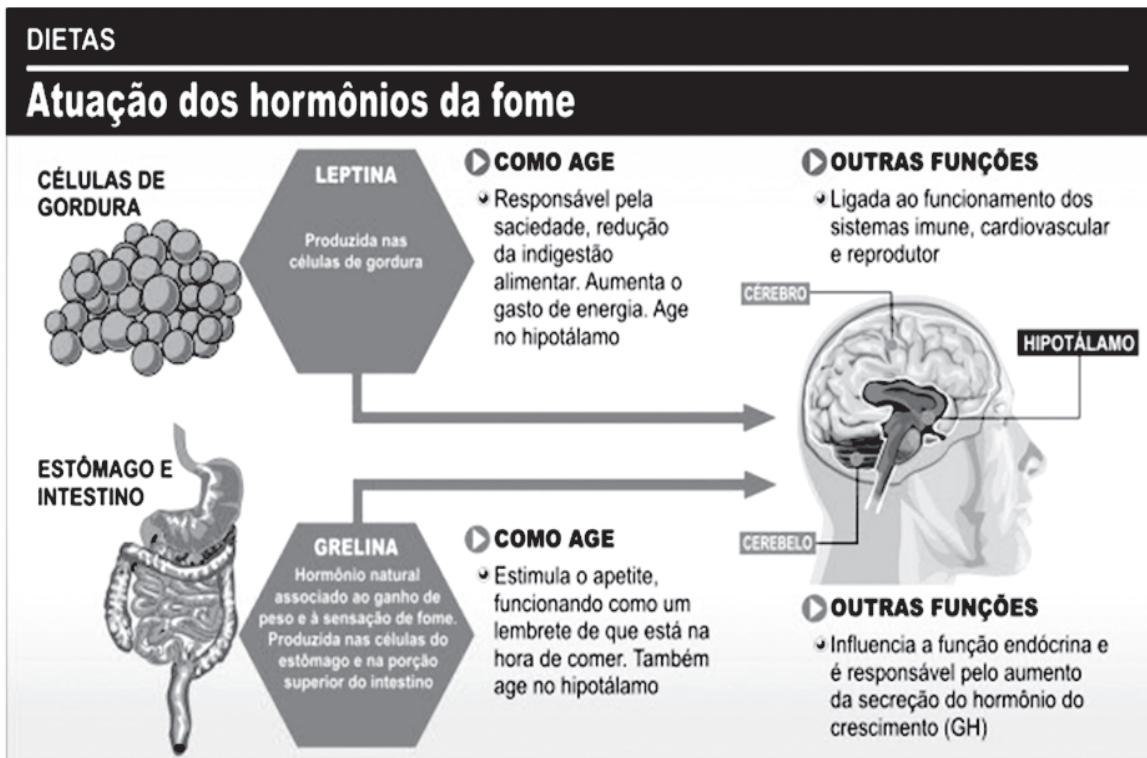 DIETAS
Atuação dos hormônios da fome
CÉLULAS DE
GORDURA
LEPTINA
Produzida nas
células de gordura
COMO AGE
Responsável pela
saciedade, redução
da indigestão
alimentar. Aumenta o
gasto de energia. Age
no hipotálamo
OUTRAS FUNÇÕES
Ligada ao funcionamento dos
sistemas imune, cardiovascular
e reprodutor
CÉREBRO
HIPOTÁLAMO
CEREBELO
ESTÔMAGO E
INTESTINO
GRELINA
Hormônio natural
associado ao ganho de
peso e à sensação de fome.
Produzida nas células do
estômago e na porção
superior do intestino
COMO AGE
Estimula o apetite,
funcionando como um
lembrete de que está na
hora de comer. Também
age no hipotálamo
OUTRAS FUNÇÕES
Influencia a função endócrina e
é responsável pelo aumento
da secreção do hormônio do
crescimento (GH)